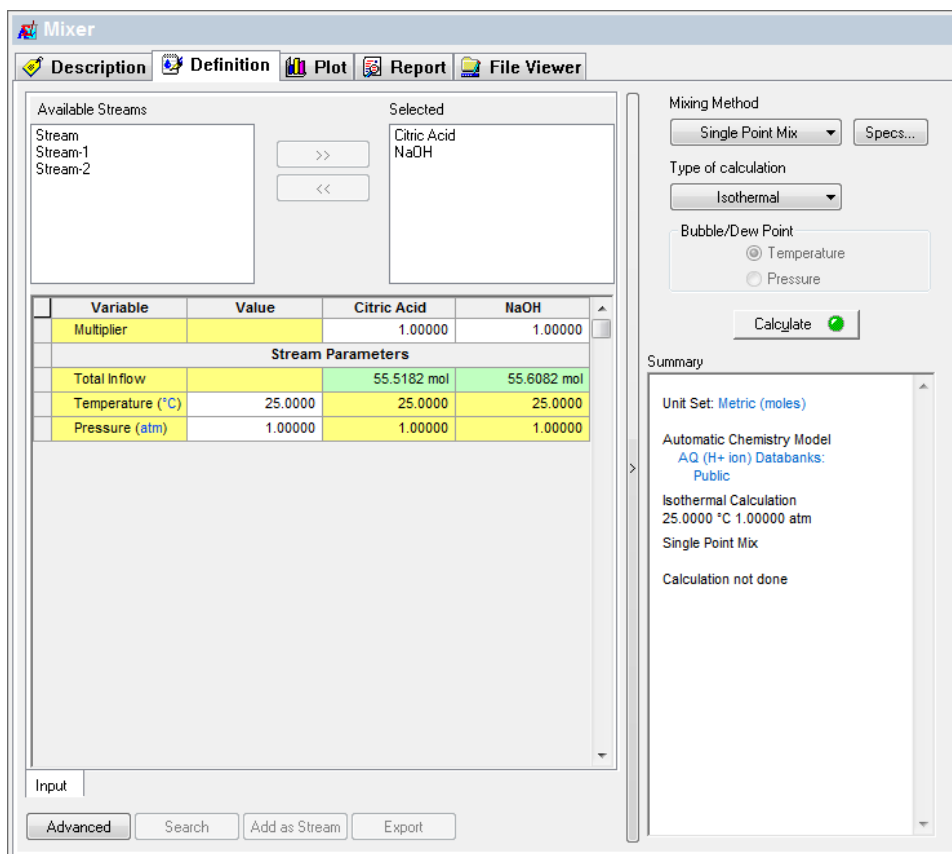 Mixer
Description Definition Plot Report File Viewer
Available Streams
Selected
Stream
Stream-1
Stream-2
>>
<<
Citric Acid
NaOH
Variable Value Citric Acid NaOH
Multiplier 1.00000 1.00000
Stream Parameters
Total Inflow 55.5182 mol 55.6082 mol
Temperature (°C) 25.0000 25.0000 25.0000
Pressure (atm) 1.00000 1.00000 1.00000
Input
Advanced Search Add as Stream Export
>
Mixing Method
Single Point Mix Specs...
Type of calculation
Isothermal
Bubble/Dew Point
Temperature
Pressure
Calculate
Summary
Unit Set: Metric (moles)
Automatic Chemistry Model
AQ (H+ ion) Databanks:
Public
Isothermal Calculation
25.0000 °C 1.00000 atm
Single Point Mix
Calculation not done